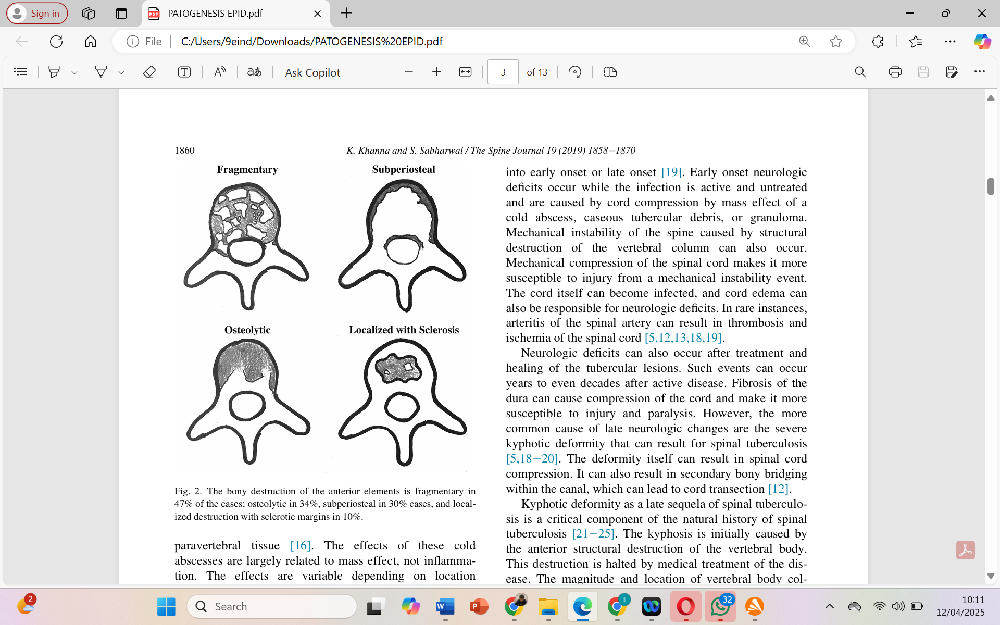 Sign in
PATOGENESIS EPID.pdf
File
C:/Users/9eind/Downloads/PATOGENESIS%20EPID.pdf
Ask Copilot
3 of 13
1860
K. Khanna and S. Sabharwal / The Spine Journal 19 (2019) 1858−1870
Fragmentary
Subperiosteal
Osteolytic
Localized with Sclerosis
Fig. 2. The bony destruction of the anterior elements is fragmentary in
47% of the cases; osteolytic in 34%, subperiosteal in 30% cases, and local-
ized destruction with sclerotic margins in 10%.
paravertebral tissue [16]. The effects of these cold
abscesses are largely related to mass effect, not inflamma-
tion. The effects are variable depending on location
into early onset or late onset [19]. Early onset neurologic
deficits occur while the infection is active and untreated
and are caused by cord compression by mass effect of a
cold abscess, caseous tubercular debris, or granuloma.
Mechanical instability of the spine caused by structural
destruction of the vertebral column can also occur.
Mechanical compression of the spinal cord makes it more
susceptible to injury from a mechanical instability event.
The cord itself can become infected, and cord edema can
also be responsible for neurologic deficits. In rare instances,
arteritis of the spinal artery can result in thrombosis and
ischemia of the spinal cord [5,12,13,18,19].
Neurologic deficits can also occur after treatment and
healing of the tubercular lesions. Such events can occur
years to even decades after active disease. Fibrosis of the
dura can cause compression of the cord and make it more
susceptible to injury and paralysis. However, the more
common cause of late neurologic changes are the severe
kyphotic deformity that can result for spinal tuberculosis
[5,18−20]. The deformity itself can result in spinal cord
compression. It can also result in secondary bony bridging
within the canal, which can lead to cord transection [12].
Kyphotic deformity as a late sequela of spinal tuberculo-
sis is a critical component of the natural history of spinal
tuberculosis [21−25]. The kyphosis is initially caused by
the anterior structural destruction of the vertebral body.
This destruction is halted by medical treatment of the dis-
ease. The magnitude and location of vertebral body col-
2
Search
32
10:11
12/04/2025